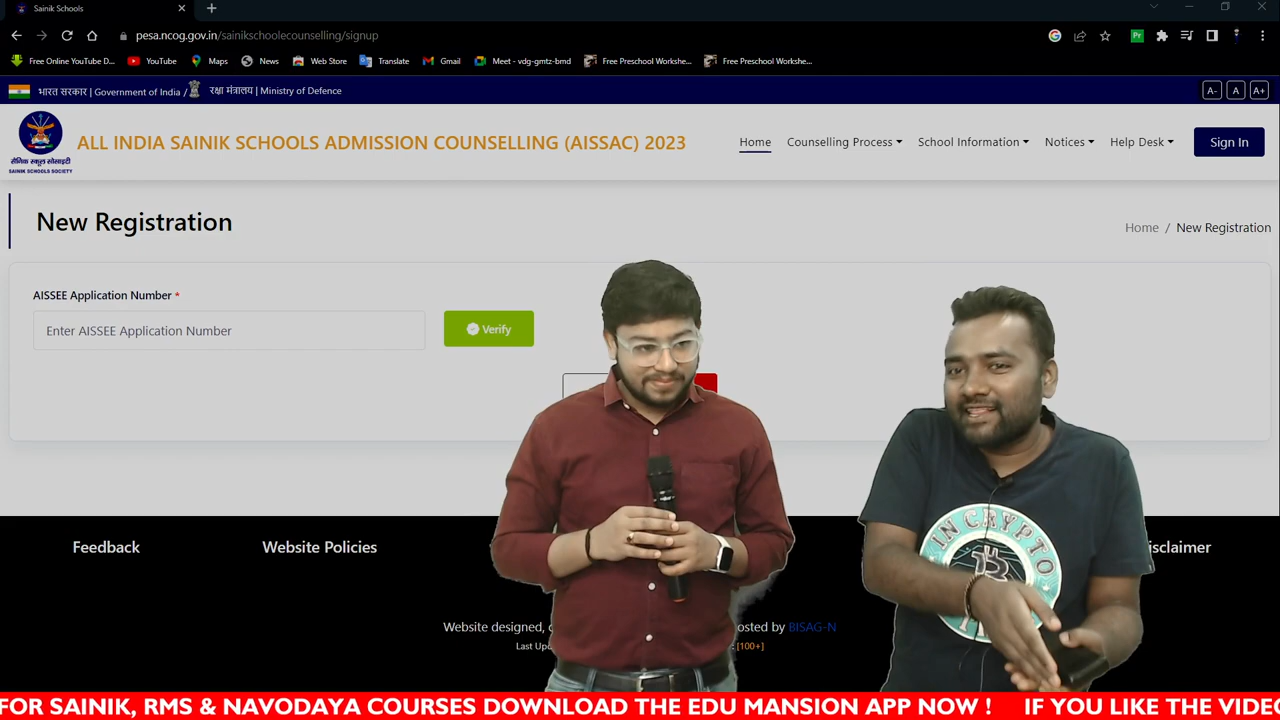 Sainik Schools
pesa.ncog.gov.in/sainikschoolecounselling/signup
Free Online YouTube D...
YouTube
Maps
News
Web Store
Translate
Gmail
Meet - vdg-gmtz-bmd
Free Preschool Workshe...
Free Preschool Workshe...
भारत सरकार | Government of India /
रक्षा मंत्रालय | Ministry of Defence
A-
A
A+
सैनिक स्कूल सोसाइटी
SAINIK SCHOOLS SOCIETY
ALL INDIA SAINIK SCHOOLS ADMISSION COUNSELLING (AISSAC) 2023
Home
Counselling Process
School Information
Notices
Help Desk
Sign In
New Registration
Home / New Registration
AISSEE Application Number *
Enter AISSEE Application Number
Verify
IN CRYPTO
Feedback
Website Policies
isclaimer
Website designed,
osted by BISAG-N
Last Up
[100+]
FOR SAINIK, RMS & NAVODAYA COURSES DOWNLOAD THE EDU MANSION APP NOW ! IF YOU LIKE THE VIDEO